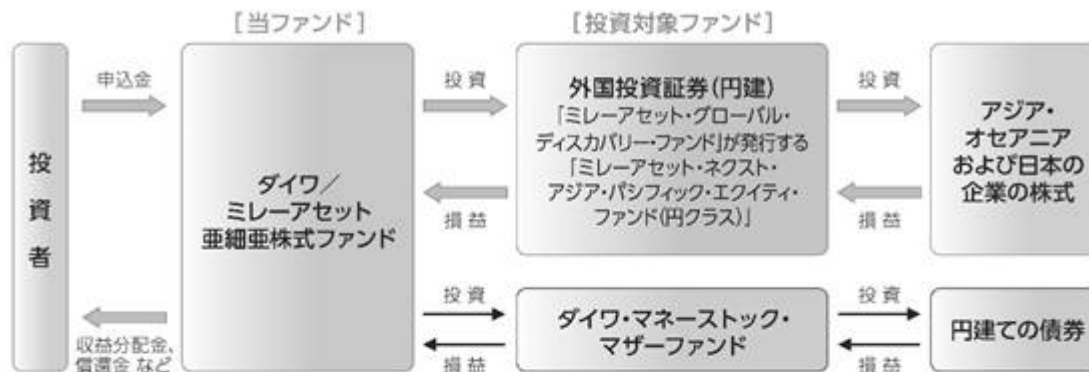 [当ファンド]
[投資対象ファンド]
投資者
申込金
収益分配金、
償還金 など
ダイワ／
ミレーアセット
亜細亜株式ファンド
投 資
損 益
外国投資証券(円建)
「ミレーアセット・グローバル・
ディスカバリー・ファンド」が発行する
「ミレーアセット・ネクスト・
アジア・パシフィック・エクイティ・
ファンド(円クラス)」
投 資
損 益
アジア・
オセアニア
および日本の
企業の株式
投 資
損 益
ダイワ・マネーストック・
マザーファンド
投 資
損 益
円建ての債券